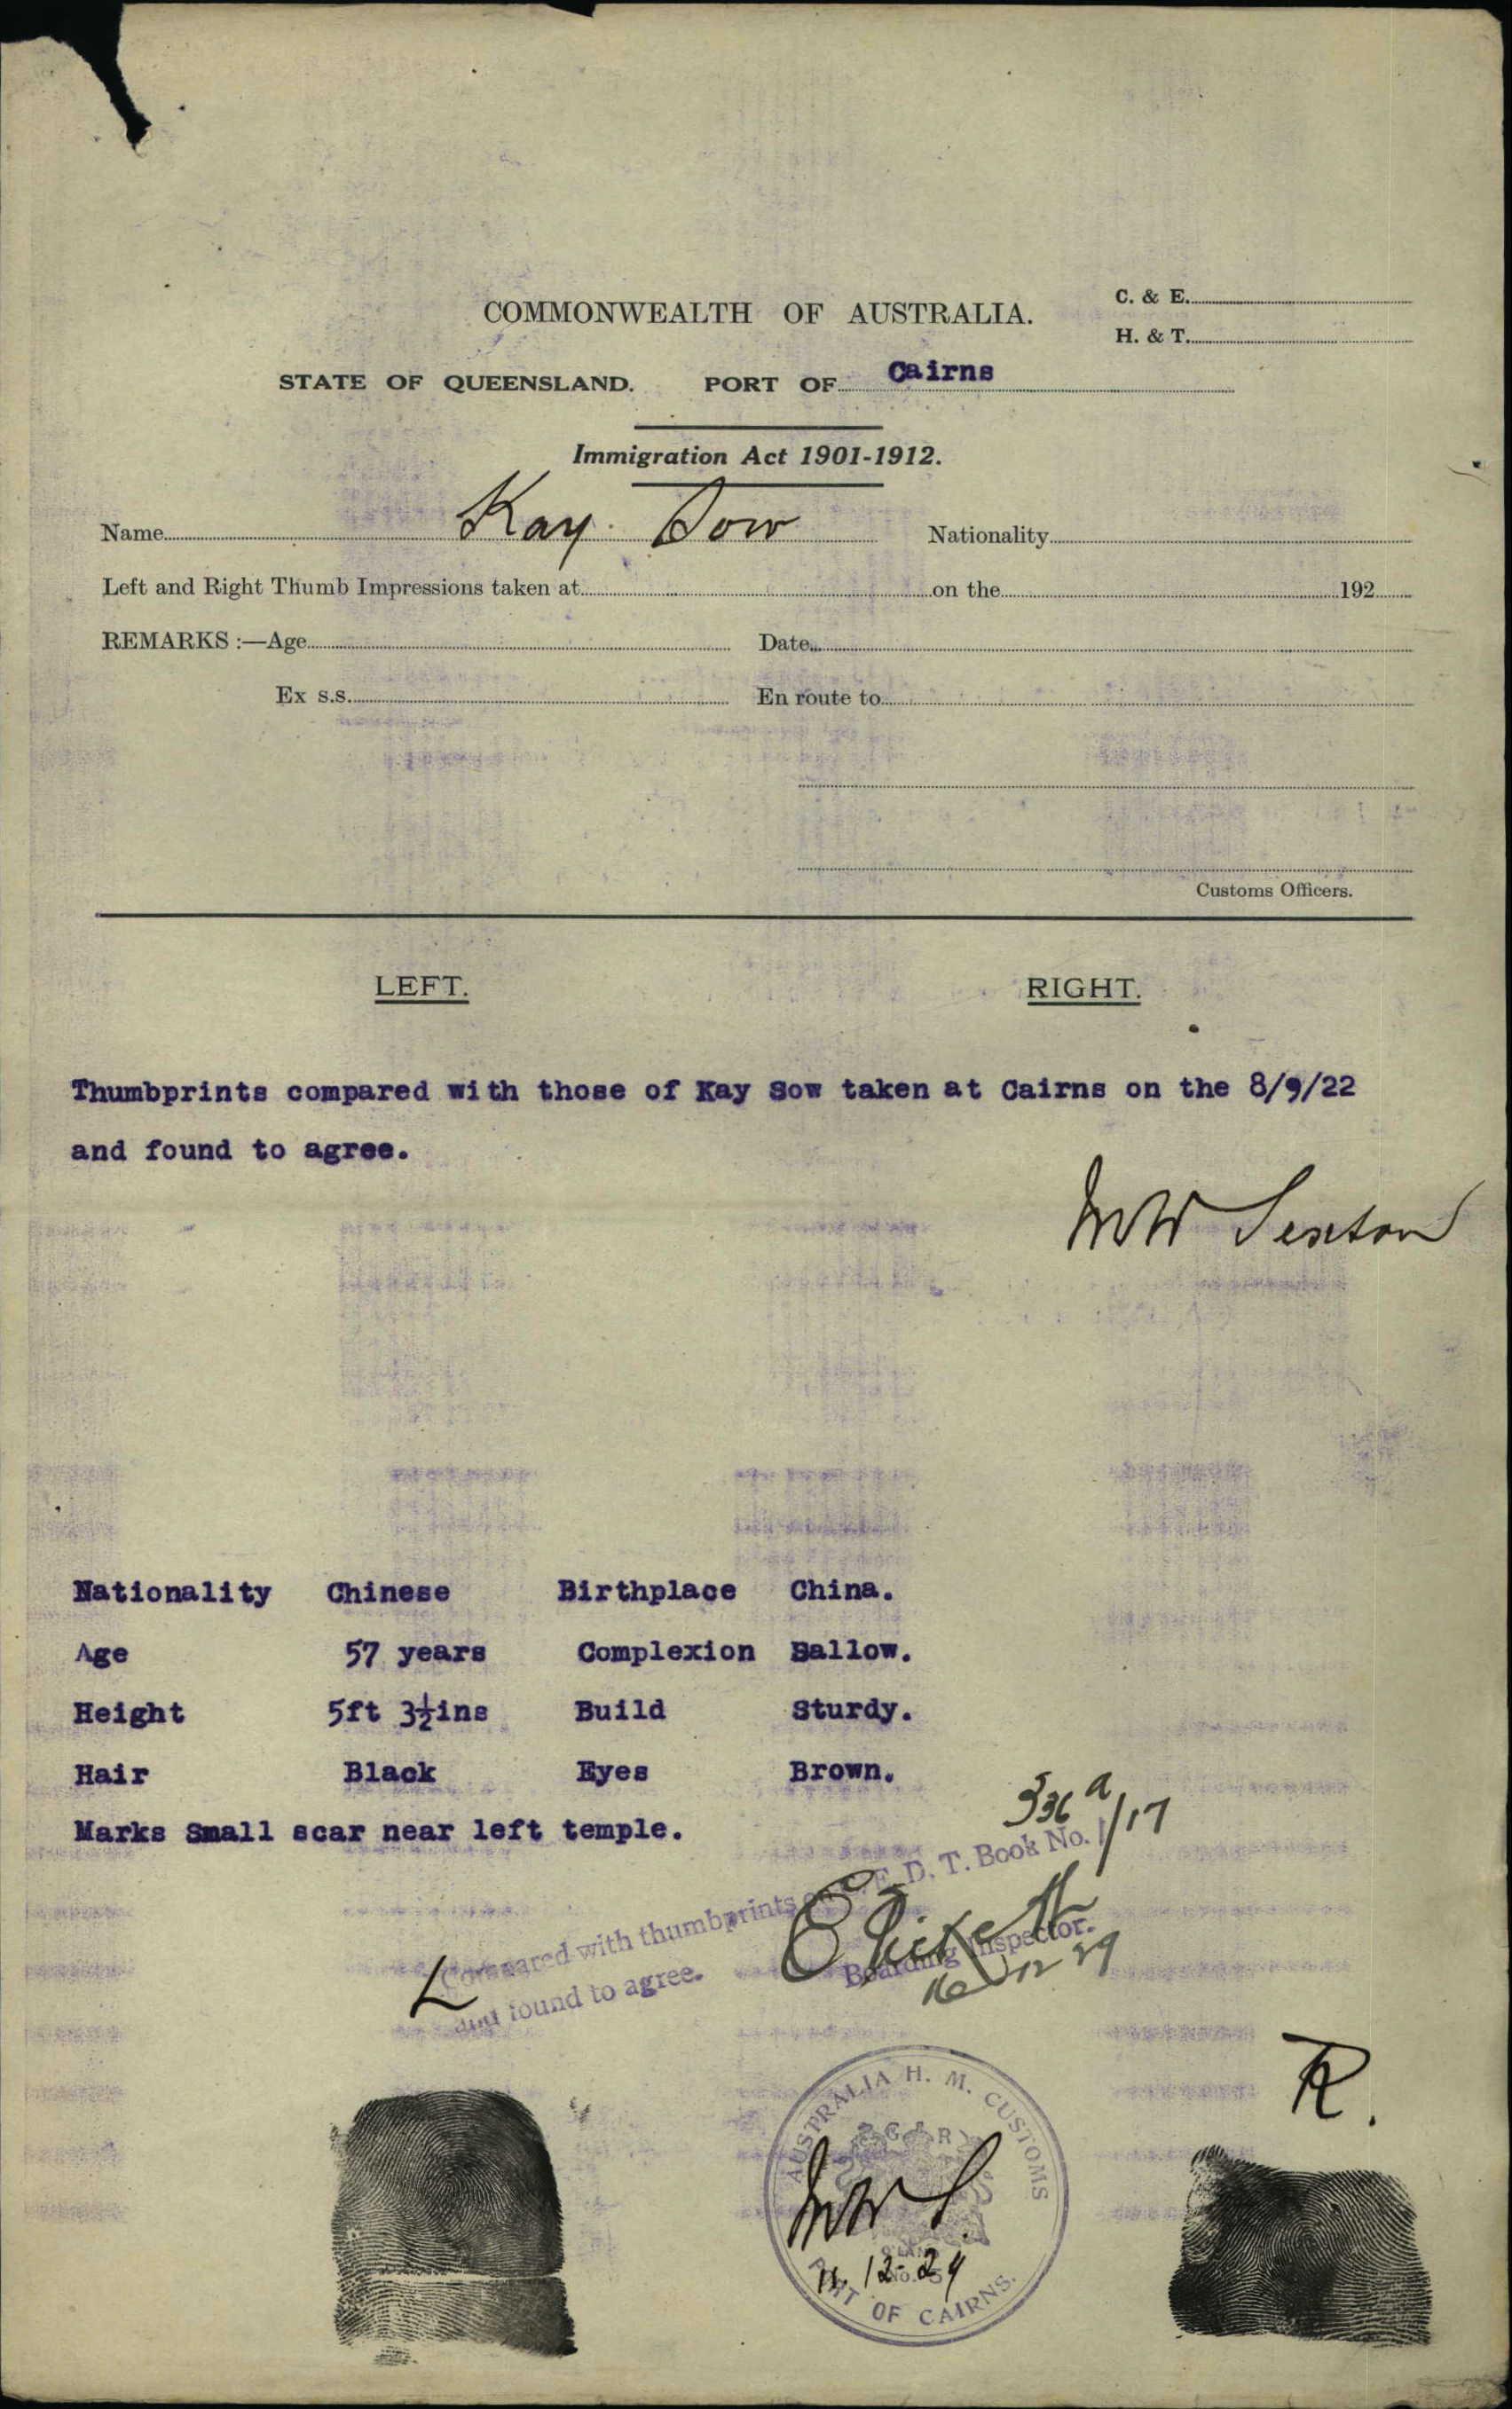 COMMONWEALTH OF AUSTRALIA.
C. & E.
H. & T.
STATE OF QUEENSLAND. PORT OF Cairns
Immigration Act 1901-1912.
Name Kay Sow Nationality
Left and Right Thumb Impressions taken at on the 192
REMARKS :—Age Date
Ex s.s. En route to
Customs Officers.
LEFT. RIGHT.
Thumbprints compared with those of Kay Sow taken at Cairns on the 8/9/22
and found to agree.
MW Sexton
Nationality Chinese Birthplace China.
Age 57 years Complexion Sallow.
Height 5ft 3½ins Build Sturdy.
Hair Black Eyes Brown.
Marks Small scar near left temple.
336a/17
Compared with thumbprints C.E.D.T. Book No.
and found to agree.
Boarding Inspector.
L
R.
AUSTRALIA H. M. CUSTOMS
G R
MWS
11.12.24
PORT OF CAIRNS.